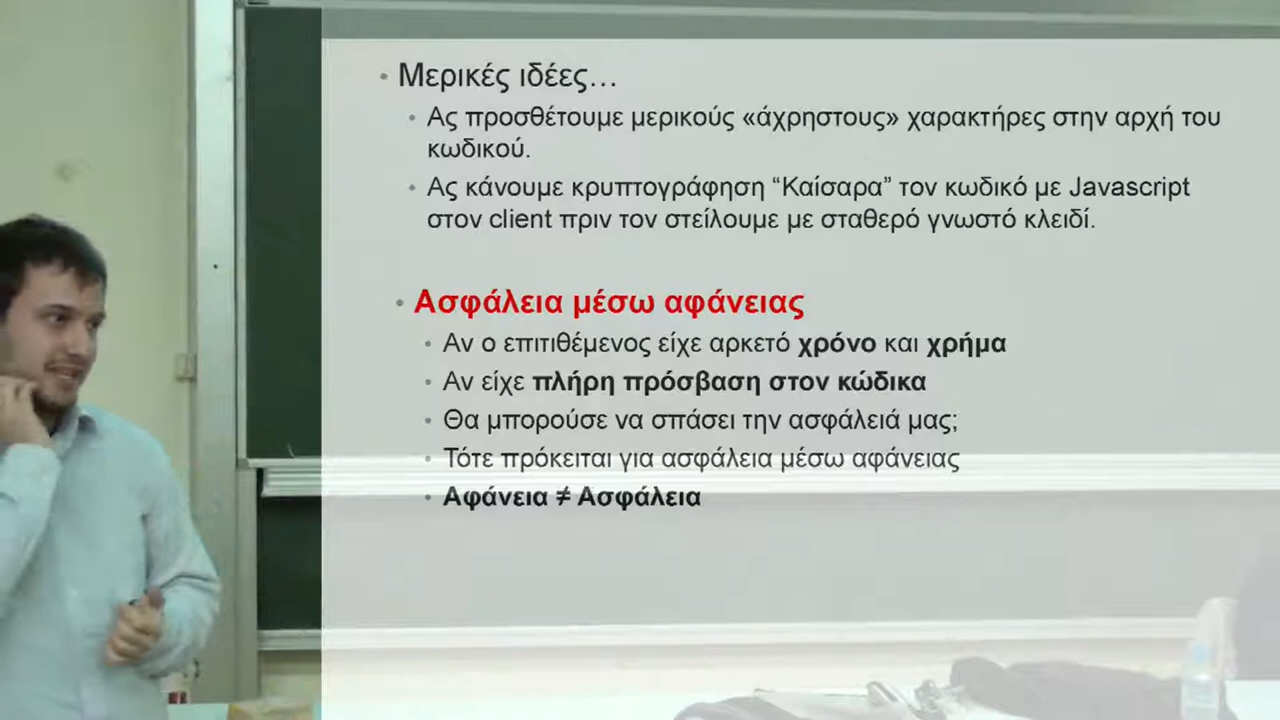 Μερικές ιδέες…
Ας προσθέτουμε μερικούς «άχρηστους» χαρακτήρες στην αρχή του
κωδικού.
Ας κάνουμε κρυπτογράφηση “Καίσαρα” τον κωδικό με Javascript
στον client πριν τον στείλουμε με σταθερό γνωστό κλειδί.
Ασφάλεια μέσω αφάνειας
Αν ο επιτιθέμενος είχε αρκετό χρόνο και χρήμα
Αν είχε πλήρη πρόσβαση στον κώδικα
Θα μπορούσε να σπάσει την ασφάλειά μας;
Τότε πρόκειται για ασφάλεια μέσω αφάνειας
Αφάνεια ≠ Ασφάλεια